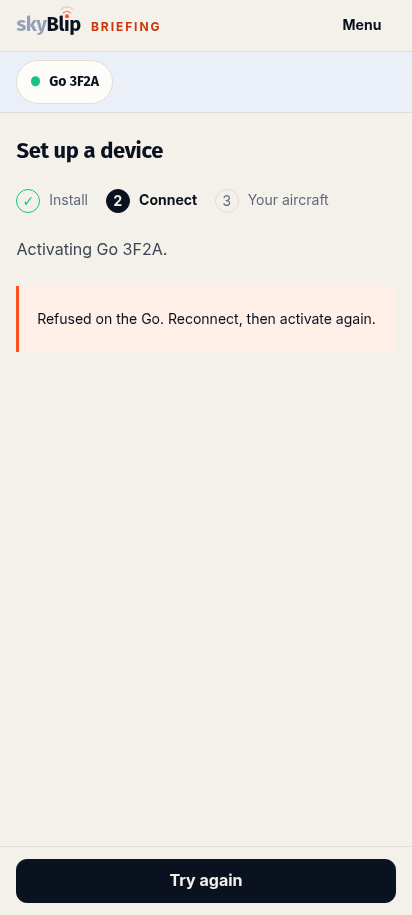 skyBlip BRIEFING
Menu
Go 3F2A
Set up a device
✓ Install 2 Connect 3 Your aircraft
Activating Go 3F2A.
Refused on the Go. Reconnect, then activate again.
Try again